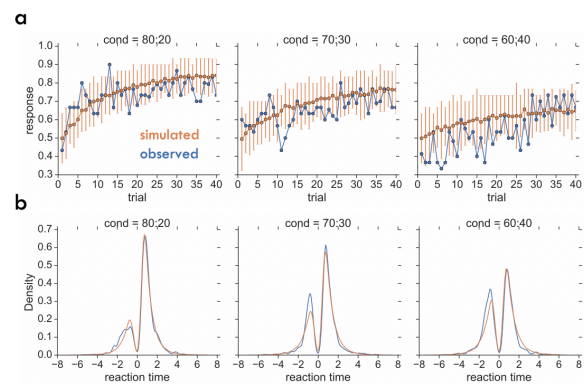 a
cond = 80:20 cond = 70:30 cond = 60:40
1.0
0.9
0.8
0.7
0.6
0.5
0.4
0.3
response
simulated
observed
0 5 10 15 20 25 30 35 40 0 5 10 15 20 25 30 35 40 0 5 10 15 20 25 30 35 40
trial trial trial
b
cond = 80:20 cond = 70:30 cond = 60:40
0.7
0.6
0.5
0.4
0.3
0.2
0.1
0.0
Density
−8 −6 −4 −2 0 2 4 6 8 −8 −6 −4 −2 0 2 4 6 8 −8 −6 −4 −2 0 2 4 6 8
reaction time reaction time reaction time